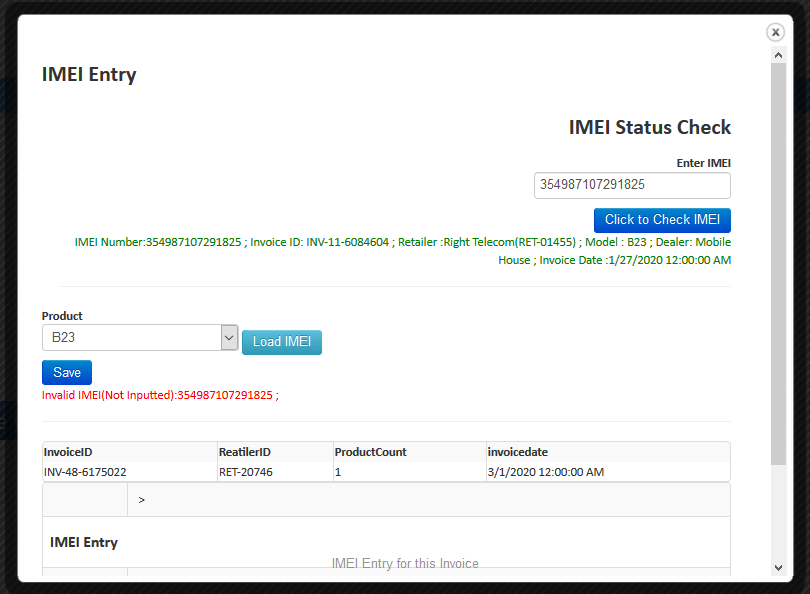 IMEI Entry
IMEI Status Check
Enter IMEI
354987107291825
Click to Check IMEI
IMEI Number:354987107291825 ; Invoice ID: INV-11-6084604 ; Retailer :Right Telecom(RET-01455) ; Model : B23 ; Dealer: Mobile
House ; Invoice Date :1/27/2020 12:00:00 AM
Product
B23
Load IMEI
Save
Invalid IMEI(Not Inputted):354987107291825 ;
InvoiceID ReatilerID ProductCount invoicedate
INV-48-6175022 RET-20746 1 3/1/2020 12:00:00 AM
>
IMEI Entry
IMEI Entry for this Invoice